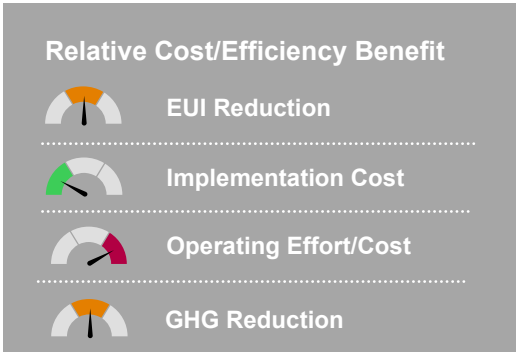 Relative Cost/Efficiency Benefit
EUI Reduction
Implementation Cost
Operating Effort/Cost
GHG Reduction